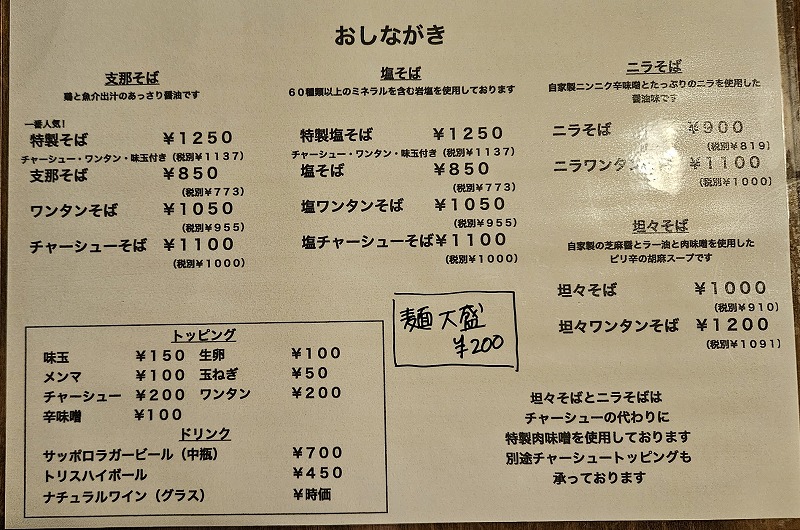 おしながき
支那そば
鶏と魚介出汁のあっさり醤油です
一番人気！
特製そば ￥1250
チャーシュー・ワンタン・味玉付き（税別￥1137）
支那そば ￥850
（税別￥773）
ワンタンそば ￥1050
（税別￥955）
チャーシューそば ￥1100
（税別￥1000）
塩そば
６０種類以上のミネラルを含む岩塩を使用しております
特製塩そば ￥1250
チャーシュー・ワンタン・味玉付き（税別￥1137）
塩そば ￥850
（税別￥773）
塩ワンタンそば ￥1050
（税別￥955）
塩チャーシューそば ￥1100
（税別￥1000）
ニラそば
自家製ニンニク辛味噌とたっぷりのニラを使用した
醤油味です
ニラそば ￥900
（税別￥819）
ニラワンタンそば ￥1100
（税別￥1000）
坦々そば
自家製の芝麻醤とラー油と肉味噌を使用した
ピリ辛の胡麻スープです
坦々そば ￥1000
（税別￥910）
坦々ワンタンそば ￥1200
（税別￥1091）
麺大盛
￥200
トッピング
味玉 ￥150 生卵 ￥100
メンマ ￥100 玉ねぎ ￥50
チャーシュー ￥200 ワンタン ￥200
辛味噌 ￥100
ドリンク
サッポロラガービール（中瓶） ￥700
トリスハイボール ￥450
ナチュラルワイン（グラス） ￥時価
坦々そばとニラそばは
チャーシューの代わりに
特製肉味噌を使用しております
別途チャーシュートッピングも
承っております